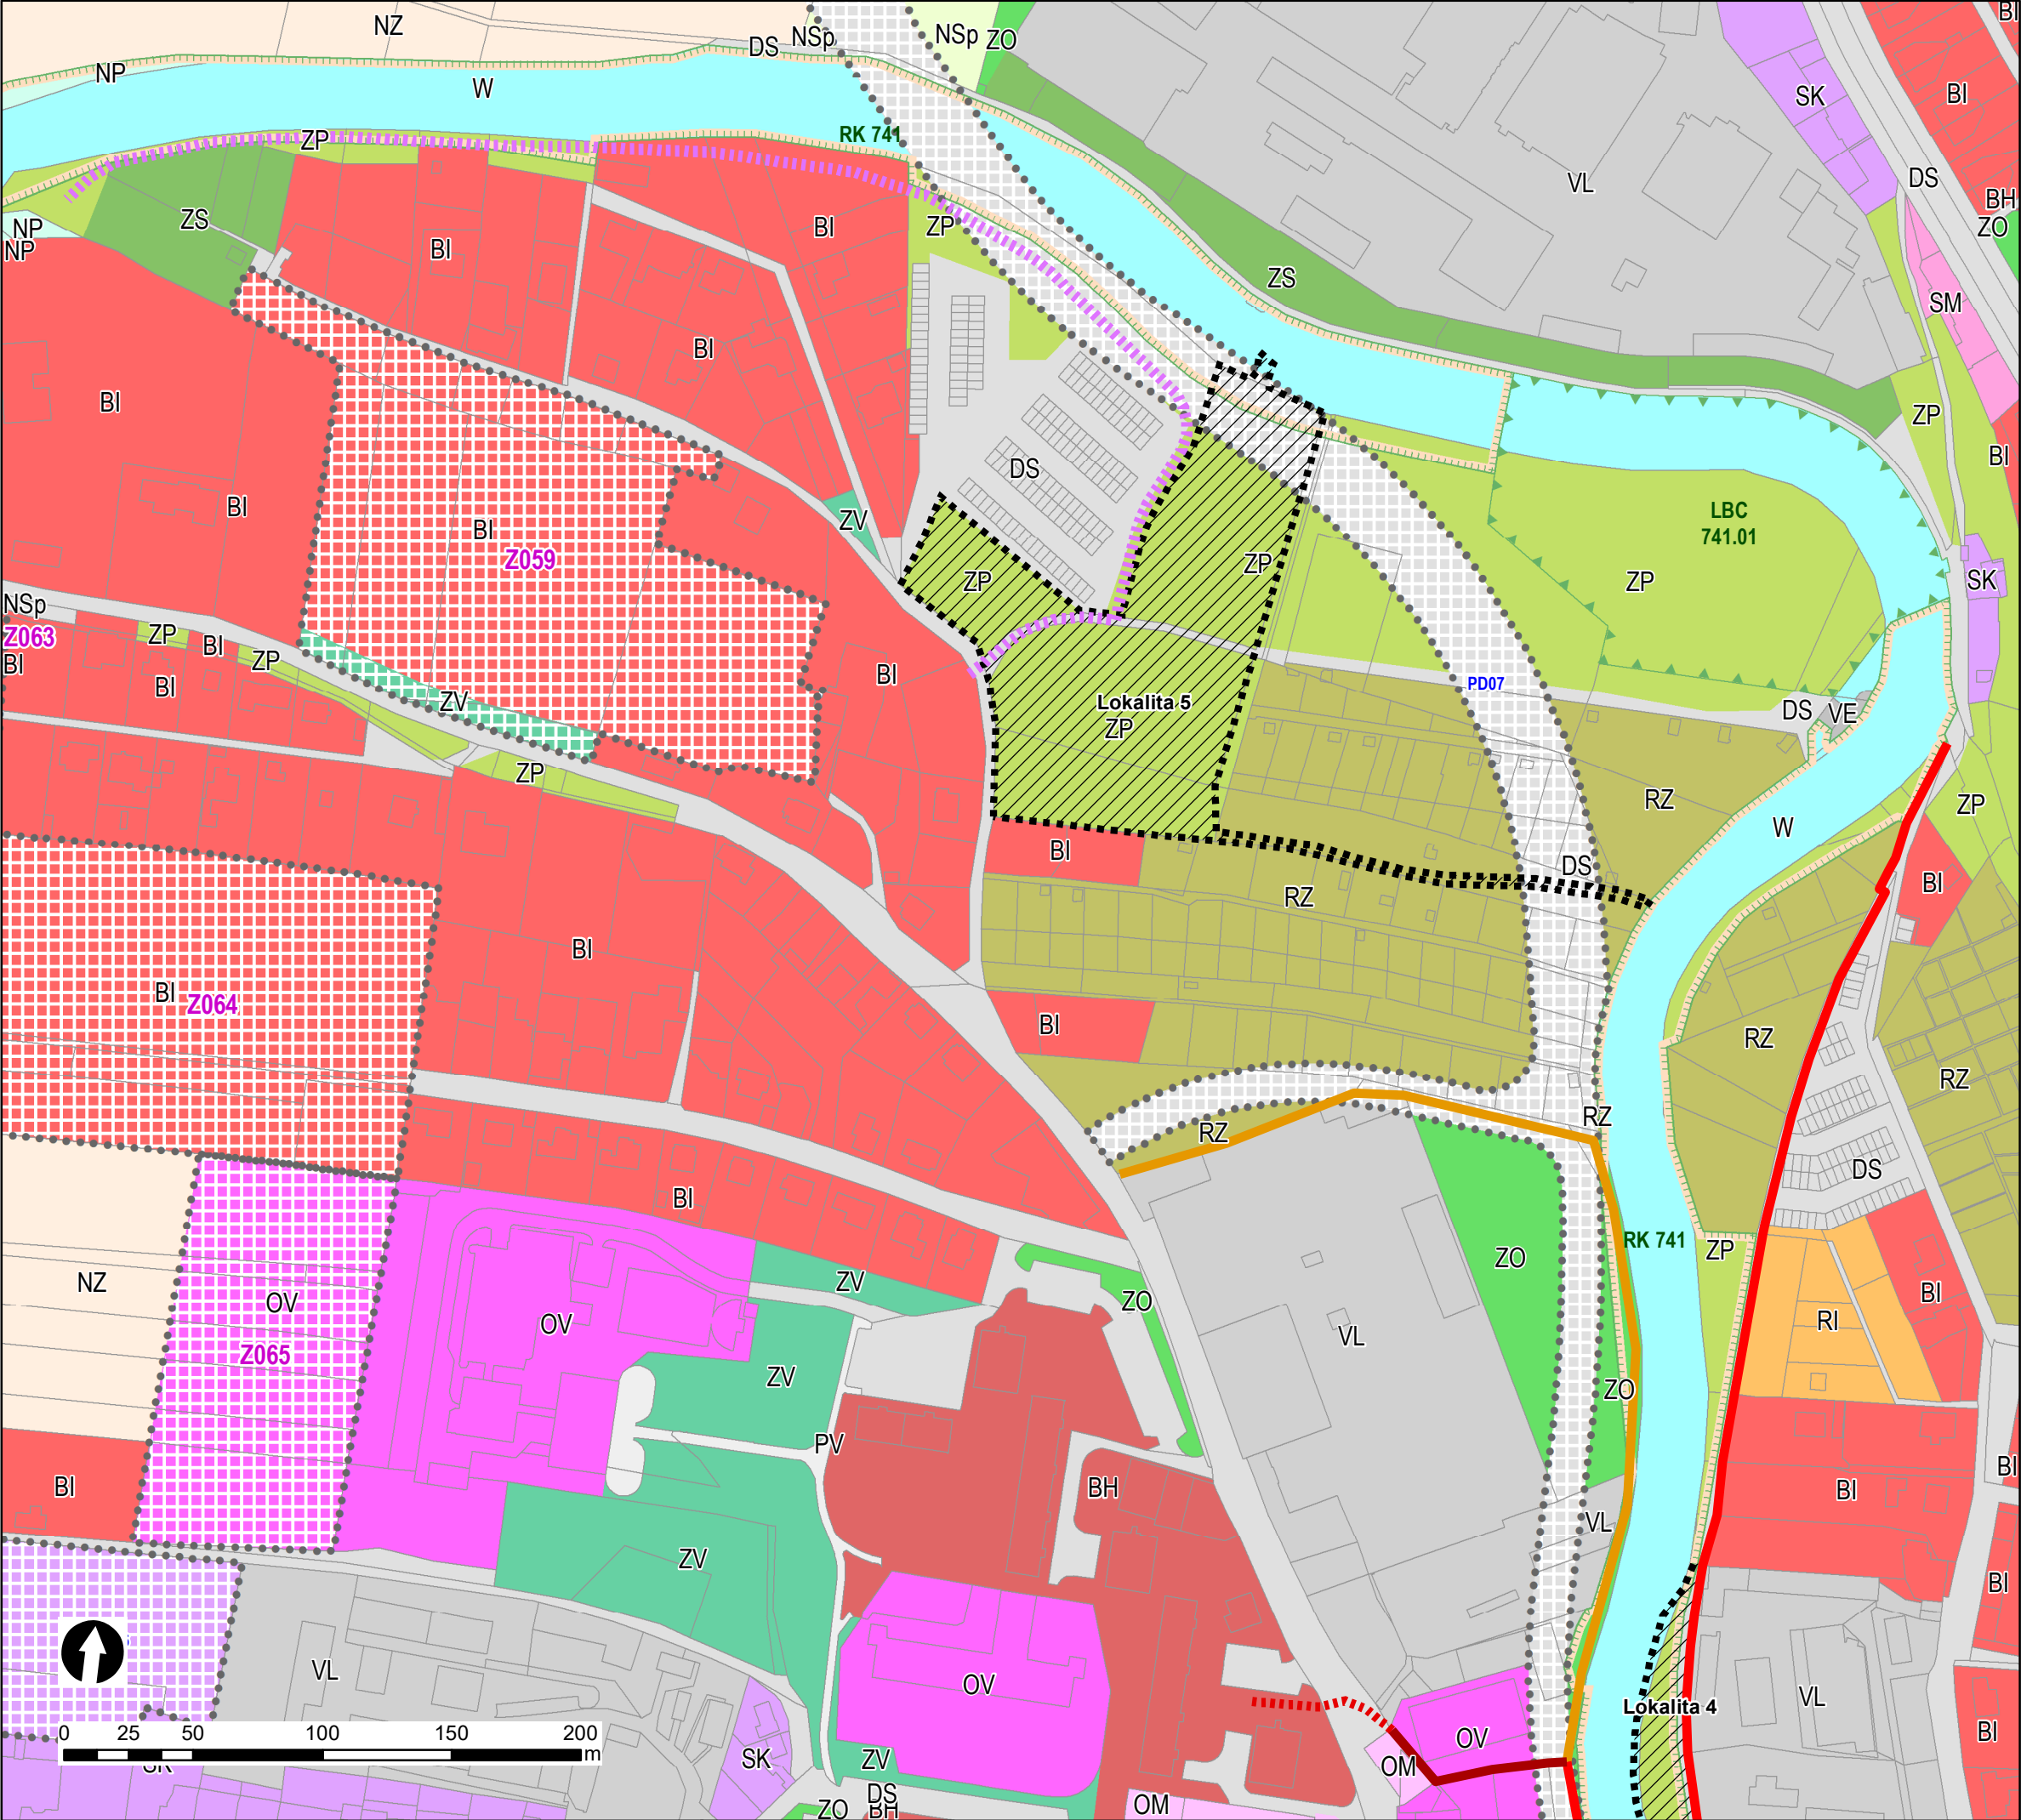 NZ
NSp
NSp
ZO
DS
BI
NP
W
SK
BI
RK 741
ZP
VL
DS
BH
ZS
NP
NP
BI
BI
ZP
ZO
ZS
SM
BI
BI
ZP
BI
DS
BI
BI
ZV
LBC
741.01
Z059
ZP
ZP
ZP
SK
NSp
Z063
BI
ZP
BI
ZP
BI
BI
PD07
ZV
Lokalita 5
ZP
DS
VE
ZP
RZ
ZP
W
BI
DS
RZ
BI
BI
BI
Z064
BI
RZ
RZ
RZ
RZ
DS
BI
RK 741
ZP
ZO
NZ
OV
ZV
ZO
BI
OV
VL
RI
Z065
ZV
ZO
PV
BI
BH
BI
BI
VL
ZV
BI
VL
OV
Lokalita 4
VL
OV
BI
0 25 50 100 150 200
m
SK
SK
ZV
OM
DS
ZO
BH
OM